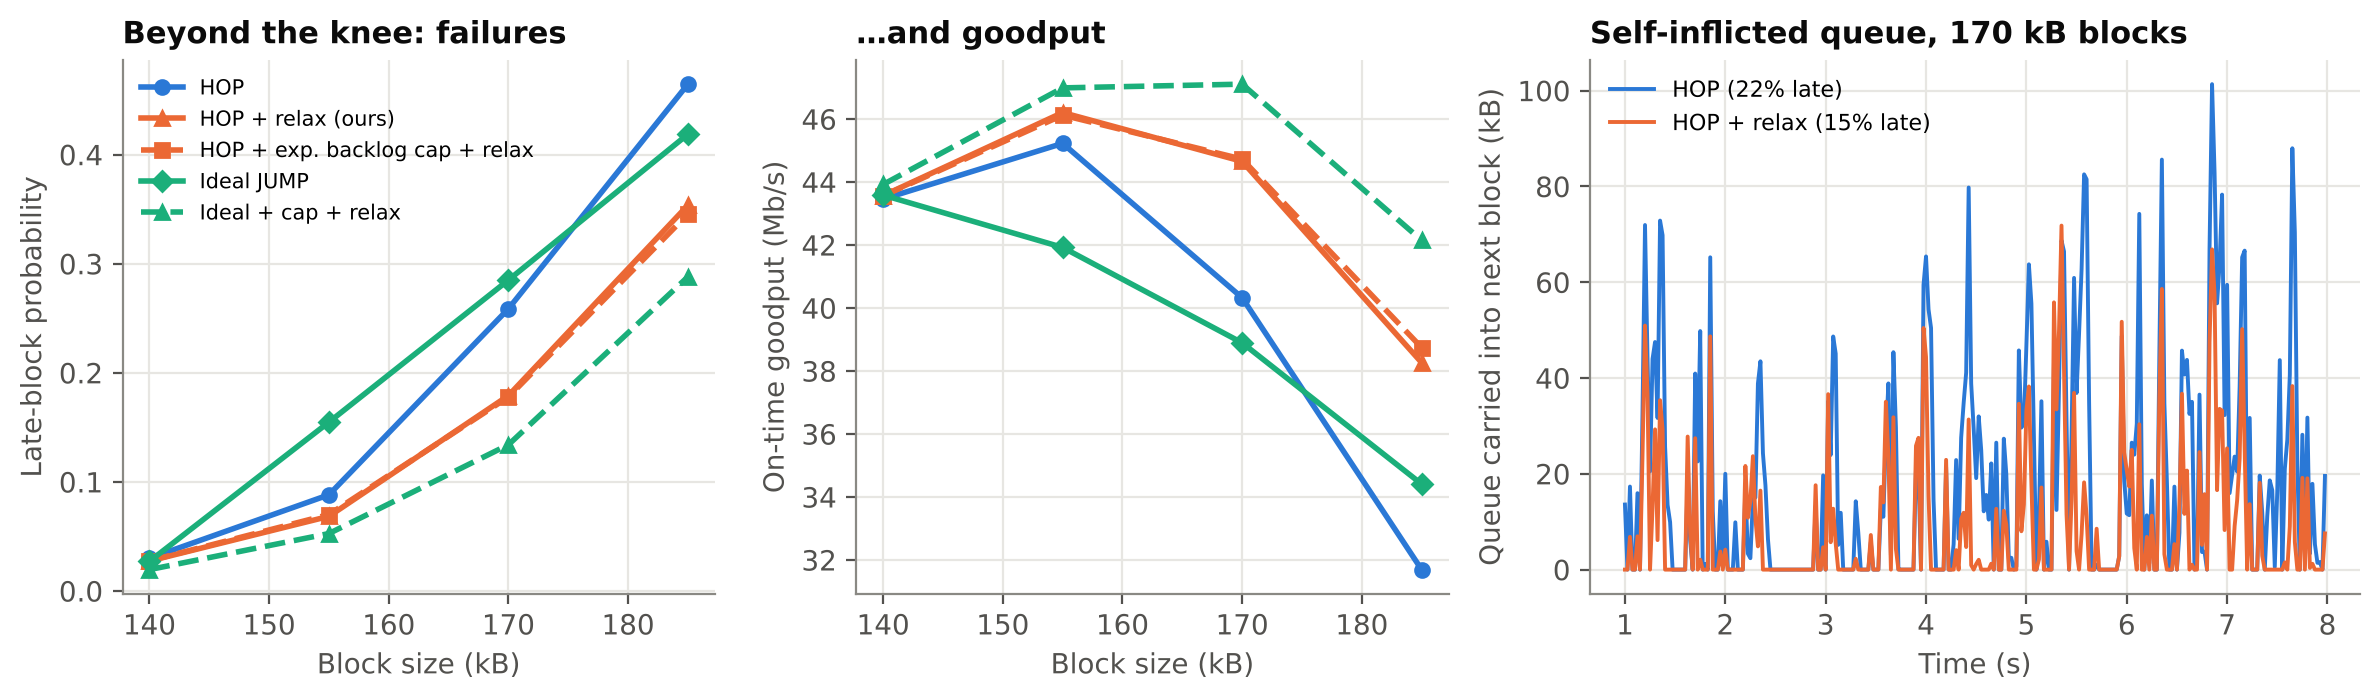 Beyond the knee: failures
HOP
HOP + relax (ours)
HOP + exp. backlog cap + relax
Ideal JUMP
Ideal + cap + relax
Late-block probability
0.4
0.3
0.2
0.1
0.0
140 150 160 170 180
Block size (kB)
...and goodput
On-time goodput (Mb/s)
46
44
42
40
38
36
34
32
140 150 160 170 180
Block size (kB)
Self-inflicted queue, 170 kB blocks
HOP (22% late)
HOP + relax (15% late)
Queue carried into next block (kB)
100
80
60
40
20
0
1 2 3 4 5 6 7 8
Time (s)